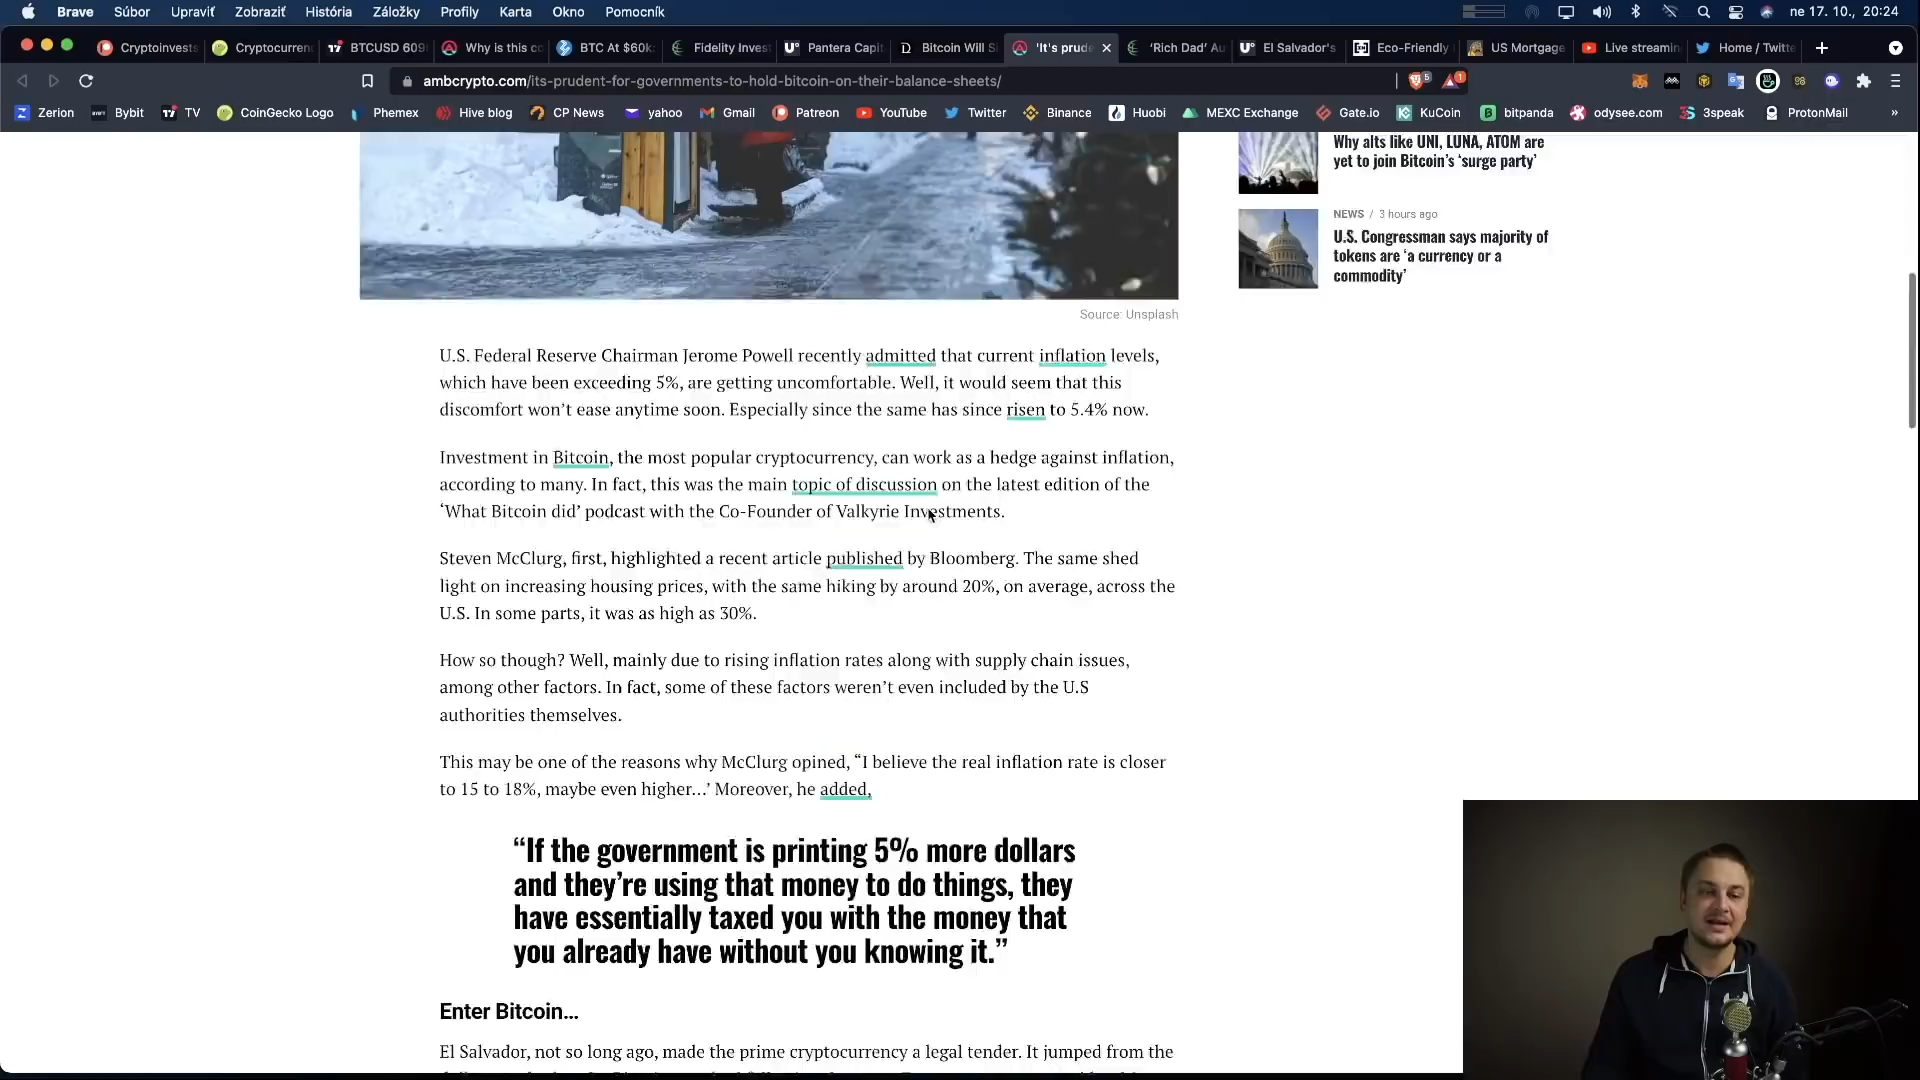 Brave Súbor Upraviť Zobraziť História Záložky Profily Karta Okno Pomocník ne 17. 10., 20:24
Cryptoinvest Cryptocurren BTCUSD 609 Why is this co BTC At $60k Fidelity Invest Pantera Capit Bitcoin Will S 'It's prude El Salvador's Eco-Friendly US Mortgage Live streamin Home / Twitte
‘Rich Dad’ Au
ambcrypto.com/its-prudent-for-governments-to-hold-bitcoin-on-their-balance-sheets/ 5 1
Zerion Bybit TV CoinGecko Logo Phemex Hive blog CP News yahoo Gmail Patreon YouTube Twitter Binance Huobi MEXC Exchange Gate.io KuCoin bitpanda odysee.com 3speak ProtonMail »
Why alts like UNI, LUNA, ATOM are
yet to join Bitcoin’s ‘surge party’
NEWS / 3 hours ago
U.S. Congressman says majority of
tokens are ‘a currency or a
commodity’
Source: Unsplash
U.S. Federal Reserve Chairman Jerome Powell recently admitted that current inflation levels,
which have been exceeding 5%, are getting uncomfortable. Well, it would seem that this
discomfort won’t ease anytime soon. Especially since the same has since risen to 5.4% now.
Investment in Bitcoin, the most popular cryptocurrency, can work as a hedge against inflation,
according to many. In fact, this was the main topic of discussion on the latest edition of the
‘What Bitcoin did’ podcast with the Co-Founder of Valkyrie Investments.
Steven McClurg, first, highlighted a recent article published by Bloomberg. The same shed
light on increasing housing prices, with the same hiking by around 20%, on average, across the
U.S. In some parts, it was as high as 30%.
How so though? Well, mainly due to rising inflation rates along with supply chain issues,
among other factors. In fact, some of these factors weren’t even included by the U.S
authorities themselves.
This may be one of the reasons why McClurg opined, “I believe the real inflation rate is closer
to 15 to 18%, maybe even higher…’ Moreover, he added,
“If the government is printing 5% more dollars
and they’re using that money to do things, they
have essentially taxed you with the money that
you already have without you knowing it.”
Enter Bitcoin…
El Salvador, not so long ago, made the prime cryptocurrency a legal tender. It jumped from the